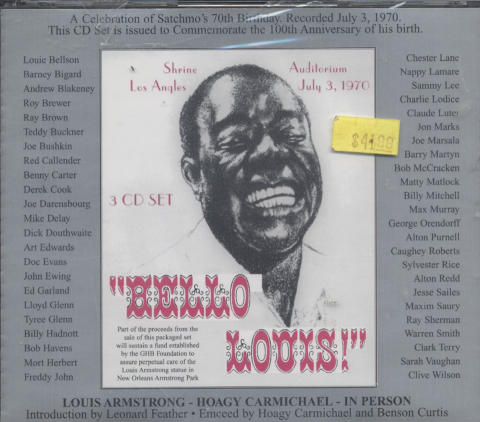 A Celebration of Satchmo's 70th Birthday. Recorded July 3, 1970.
This CD Set is issued to Commemorate the 100th Anniversary of his birth.
Louie Bellson
Barney Bigard
Andrew Blakeney
Roy Brewer
Ray Brown
Teddy Buckner
Joe Bushkin
Red Callender
Benny Carter
Derek Cook
Joe Darensbourg
Mike Delay
Dick Douthwaite
Art Edwards
Doc Evans
John Ewing
Ed Garland
Lloyd Glenn
Tyree Glenn
Billy Hadnott
Bob Havens
Mort Herbert
Freddy John
Shrine Auditorium
Los Angles July 3, 1970
$41.99
3 CD SET
"HELLO
LOUIS!"
Part of the proceeds from the
sale of this packaged set
will sustain a fund established
by the GHB Foundation to
assure perpetual care of the
Louis Armstrong statue in
New Orleans Armstrong Park
Chester Lane
Nappy Lamare
Sammy Lee
Charlie Lodice
Claude Luter
Jon Marks
Joe Marsala
Barry Martyn
Bob McCracken
Matty Matlock
Billy Mitchell
Max Murray
George Orendorff
Alton Purnell
Caughey Roberts
Sylvester Rice
Alton Redd
Jesse Sailes
Maxim Saury
Ray Sherman
Warren Smith
Clark Terry
Sarah Vaughan
Clive Wilson
LOUIS ARMSTRONG - HOAGY CARMICHAEL - IN PERSON
Introduction by Leonard Feather • Emceed by Hoagy Carmichael and Benson Curtis